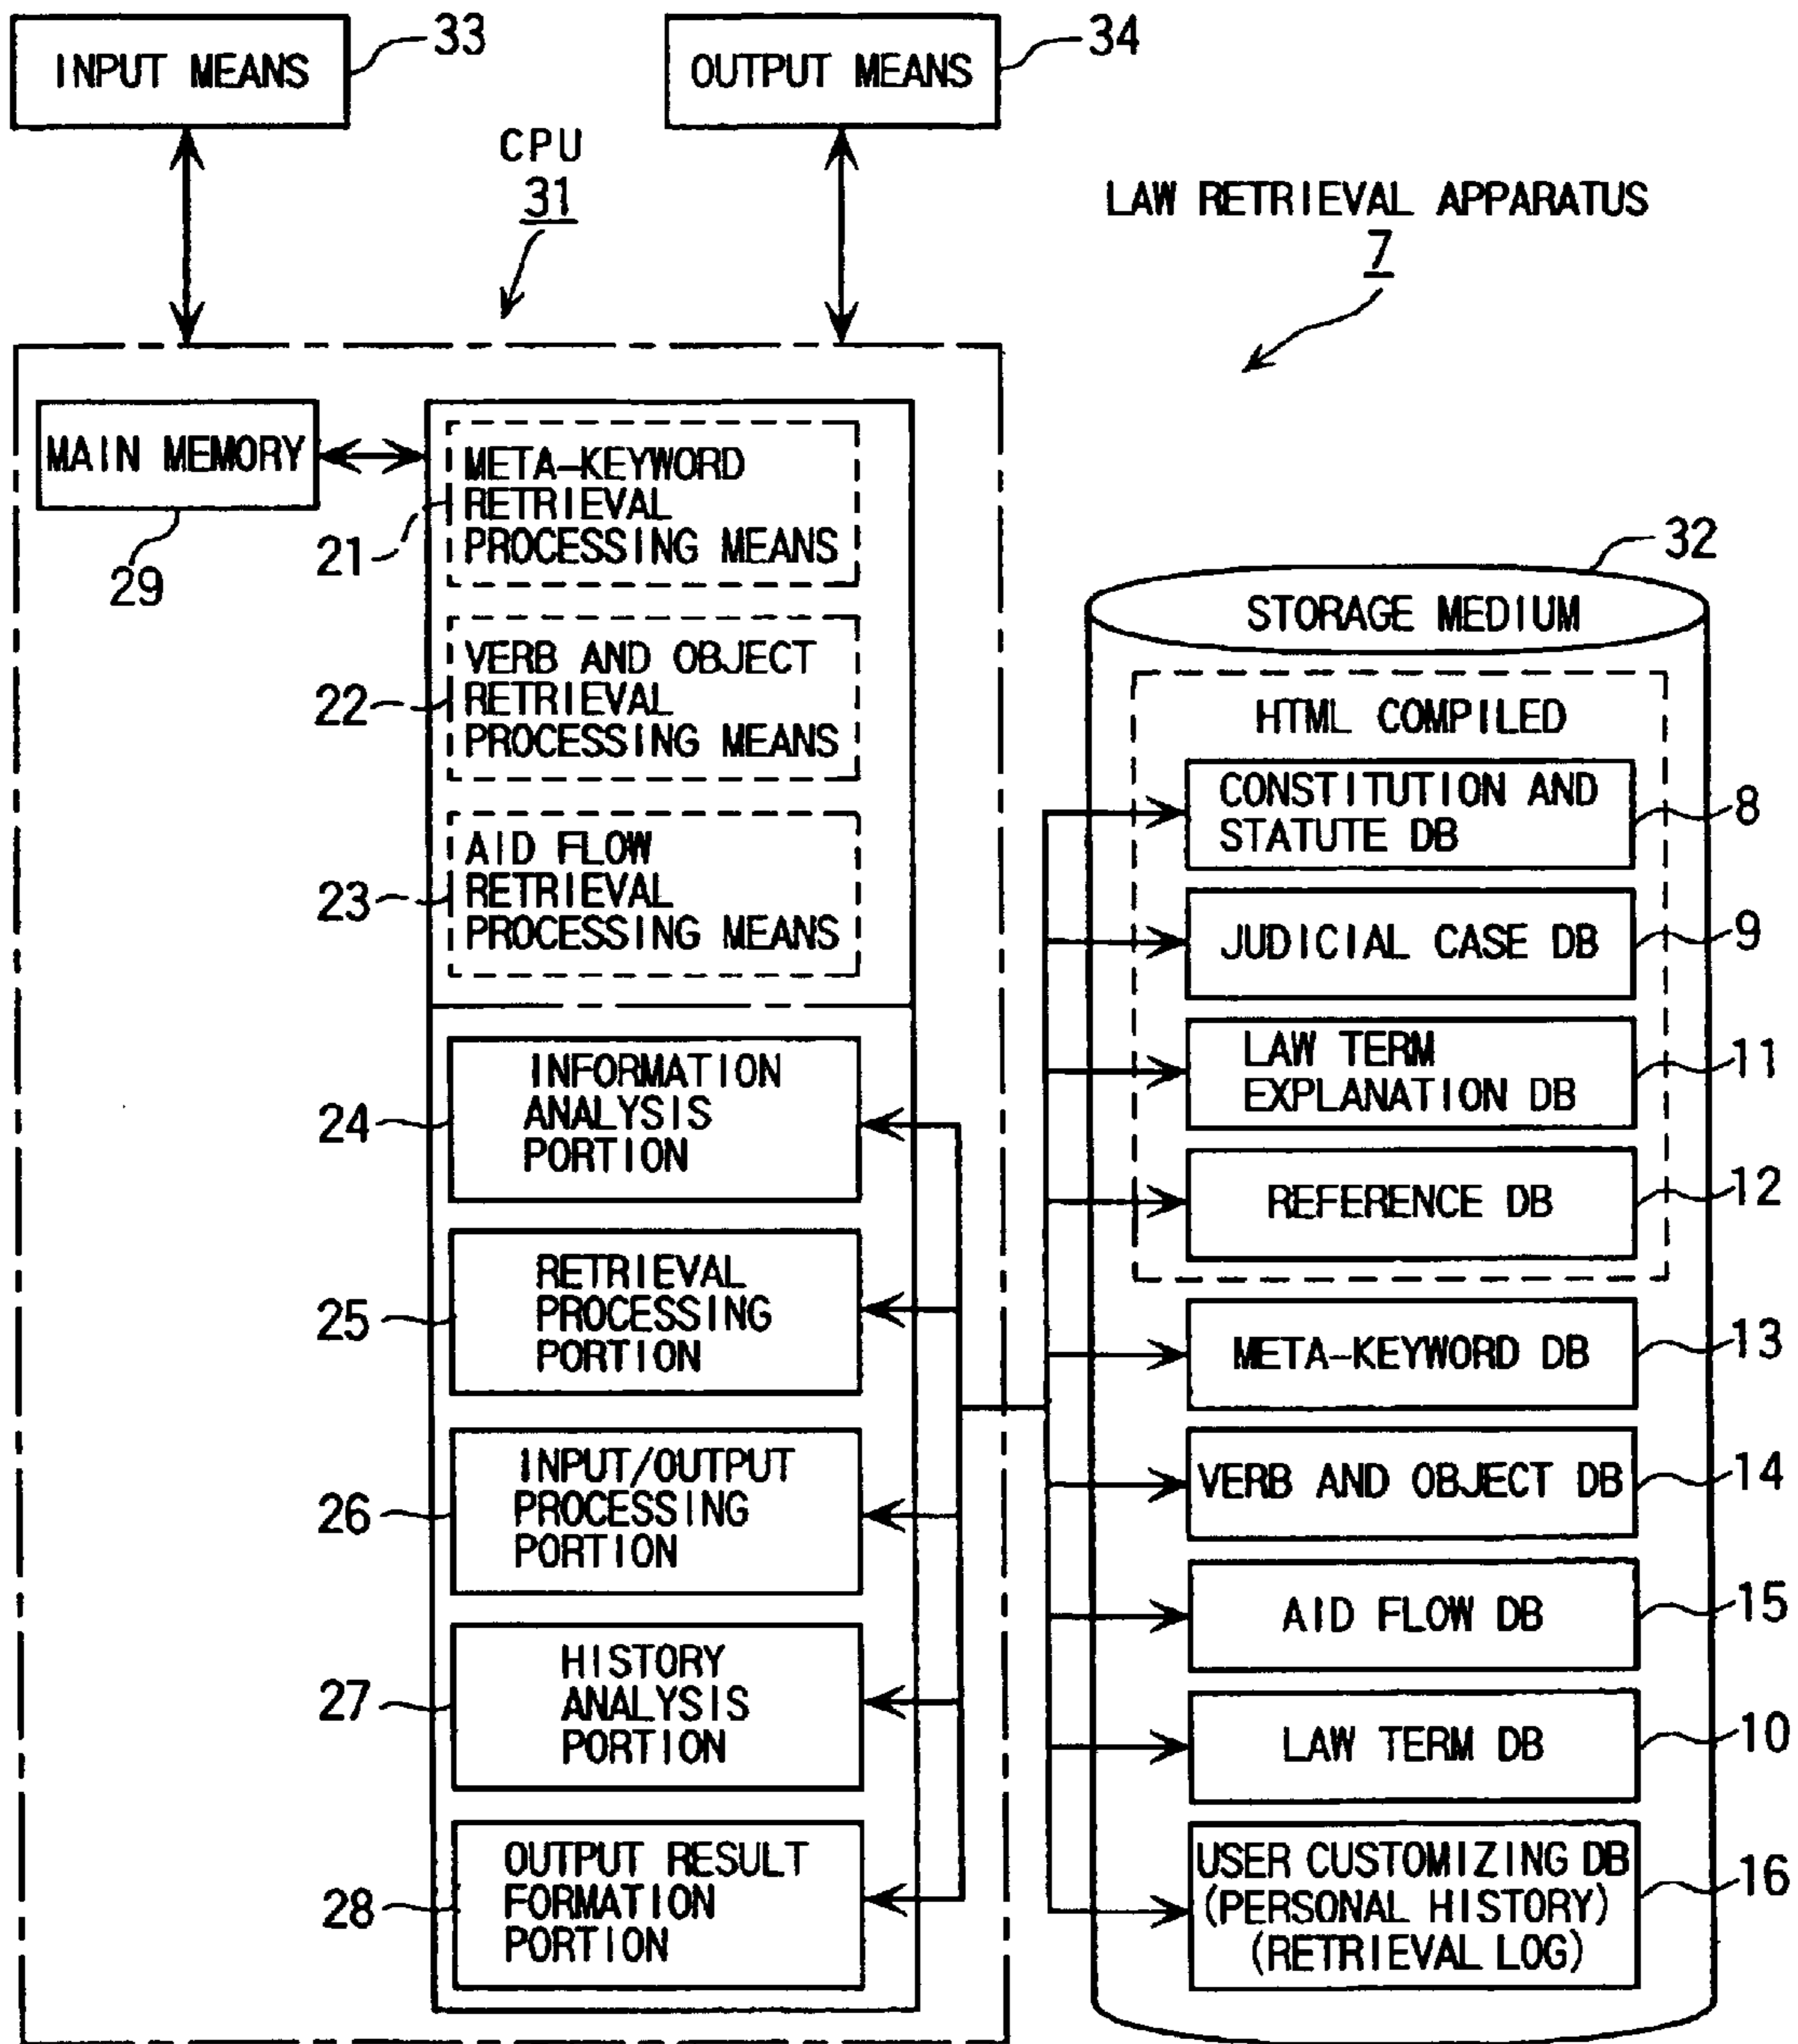 INPUT MEANS
33
OUTPUT MEANS
34
CPU
31
LAW RETRIEVAL APPARATUS
7
MAIN MEMORY
29
META-KEYWORD
RETRIEVAL
PROCESSING MEANS
21
VERB AND OBJECT
RETRIEVAL
PROCESSING MEANS
22
AID FLOW
RETRIEVAL
PROCESSING MEANS
23
INFORMATION
ANALYSIS
PORTION
24
RETRIEVAL
PROCESSING
PORTION
25
INPUT/OUTPUT
PROCESSING
PORTION
26
HISTORY
ANALYSIS
PORTION
27
OUTPUT RESULT
FORMATION
PORTION
28
32
STORAGE MEDIUM
HTML COMPILED
CONSTITUTION AND
STATUTE DB
8
JUDICIAL CASE DB
9
LAW TERM
EXPLANATION DB
11
REFERENCE DB
12
META-KEYWORD DB
13
VERB AND OBJECT DB
14
AID FLOW DB
15
LAW TERM DB
10
USER CUSTOMIZING DB
(PERSONAL HISTORY)
(RETRIEVAL LOG)
16